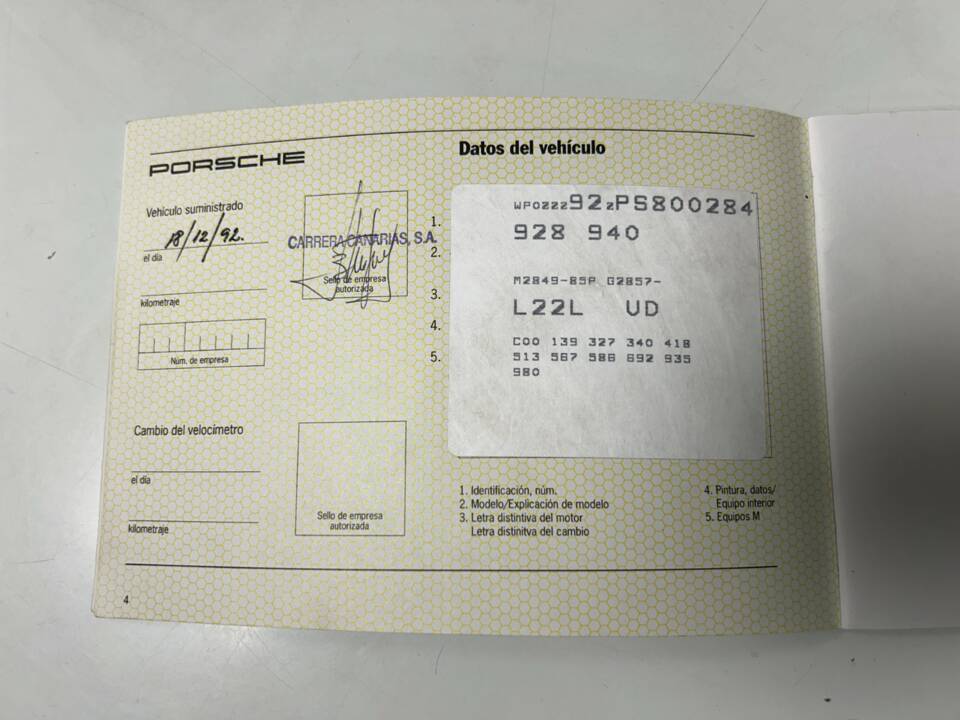 PORSCHE
Vehículo suministrado
18/12/92.
el día
kilometraje
Núm. de empresa
CARRERA CANARIAS, S.A.
Sello de empresa
autorizada
Cambio del velocímetro
el día
kilometraje
Sello de empresa
autorizada
4
Datos del vehículo
1.
2.
3.
4.
5.
WP0ZZZ92ZPS800284
928 940
M2849-85P G2857-
L22L UD
C00 139 327 340 418
513 567 586 692 935
980
1. Identificación, núm.
2. Modelo/Explicación de modelo
3. Letra distintiva del motor
Letra distinitva del cambio
4. Pintura, datos/
Equipo interior
5. Equipos M